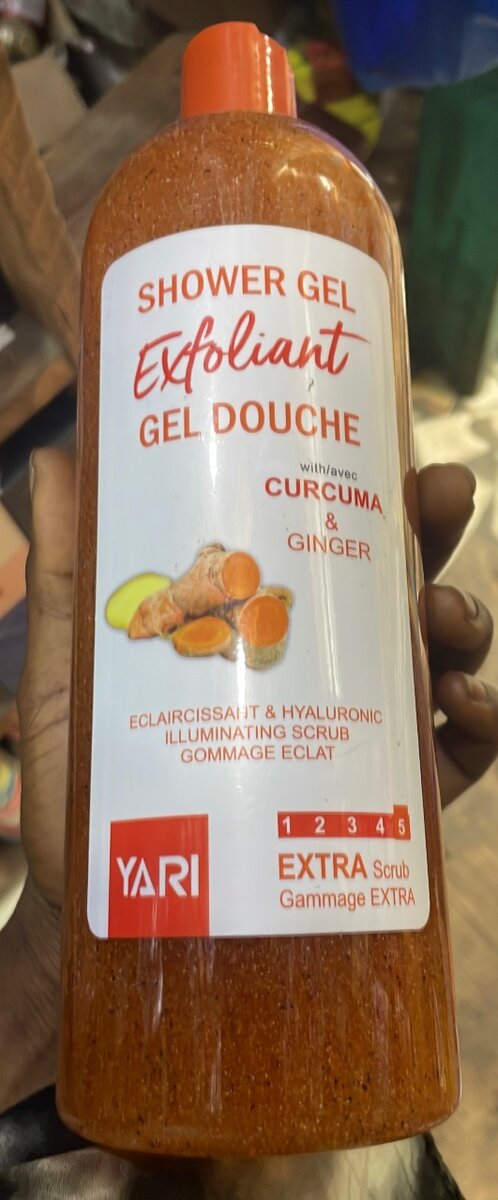 SHOWER GEL
Exfoliant
GEL DOUCHE
with/avec
CURCUMA
&
GINGER
ECLAIRCISSANT & HYALURONIC
ILLUMINATING SCRUB
GOMMAGE ECLAT
1 2 3 4 5
YARI
EXTRA Scrub
Gammage EXTRA